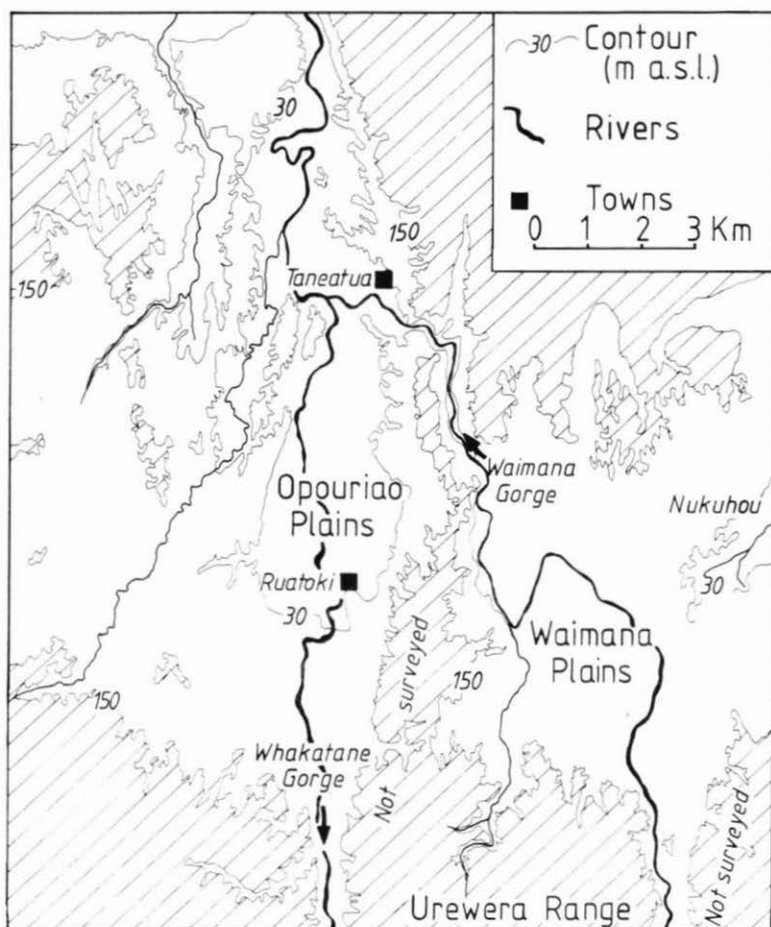 30 Contour
(m a.s.l.)
Rivers
Towns
0 1 2 3 Km
30
150
Taneatua
150
Waimana
Gorge
Opouriao
Plains
Nukuhou
30
Ruatoki
30
Waimana
Plains
Not surveyed
150
150
Whakatane
Gorge
Not surveyed
Urewera Range